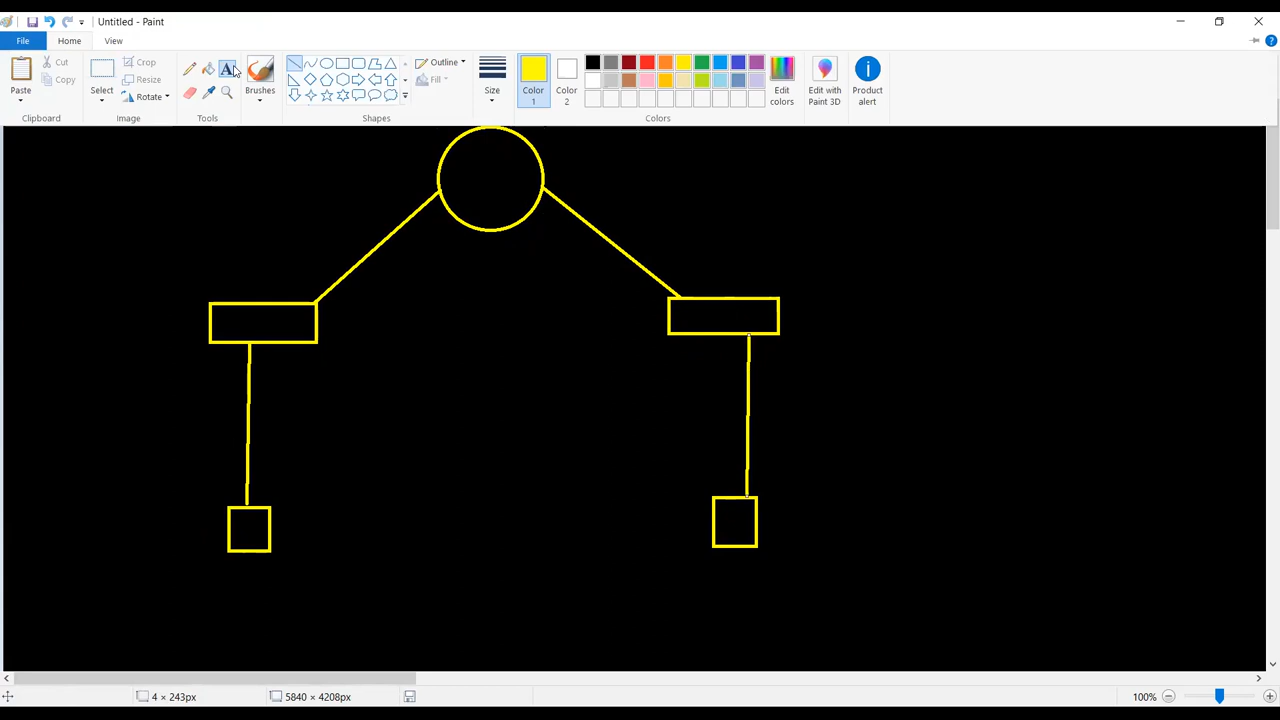 Untitled - Paint
File Home View
Paste Cut Copy Select Crop Resize Rotate A Brushes Outline Fill Size Color 1 Color 2 Edit colors Edit with Paint 3D Product alert
Clipboard Image Tools Shapes Colors
4 × 243px 5840 × 4208px 100%